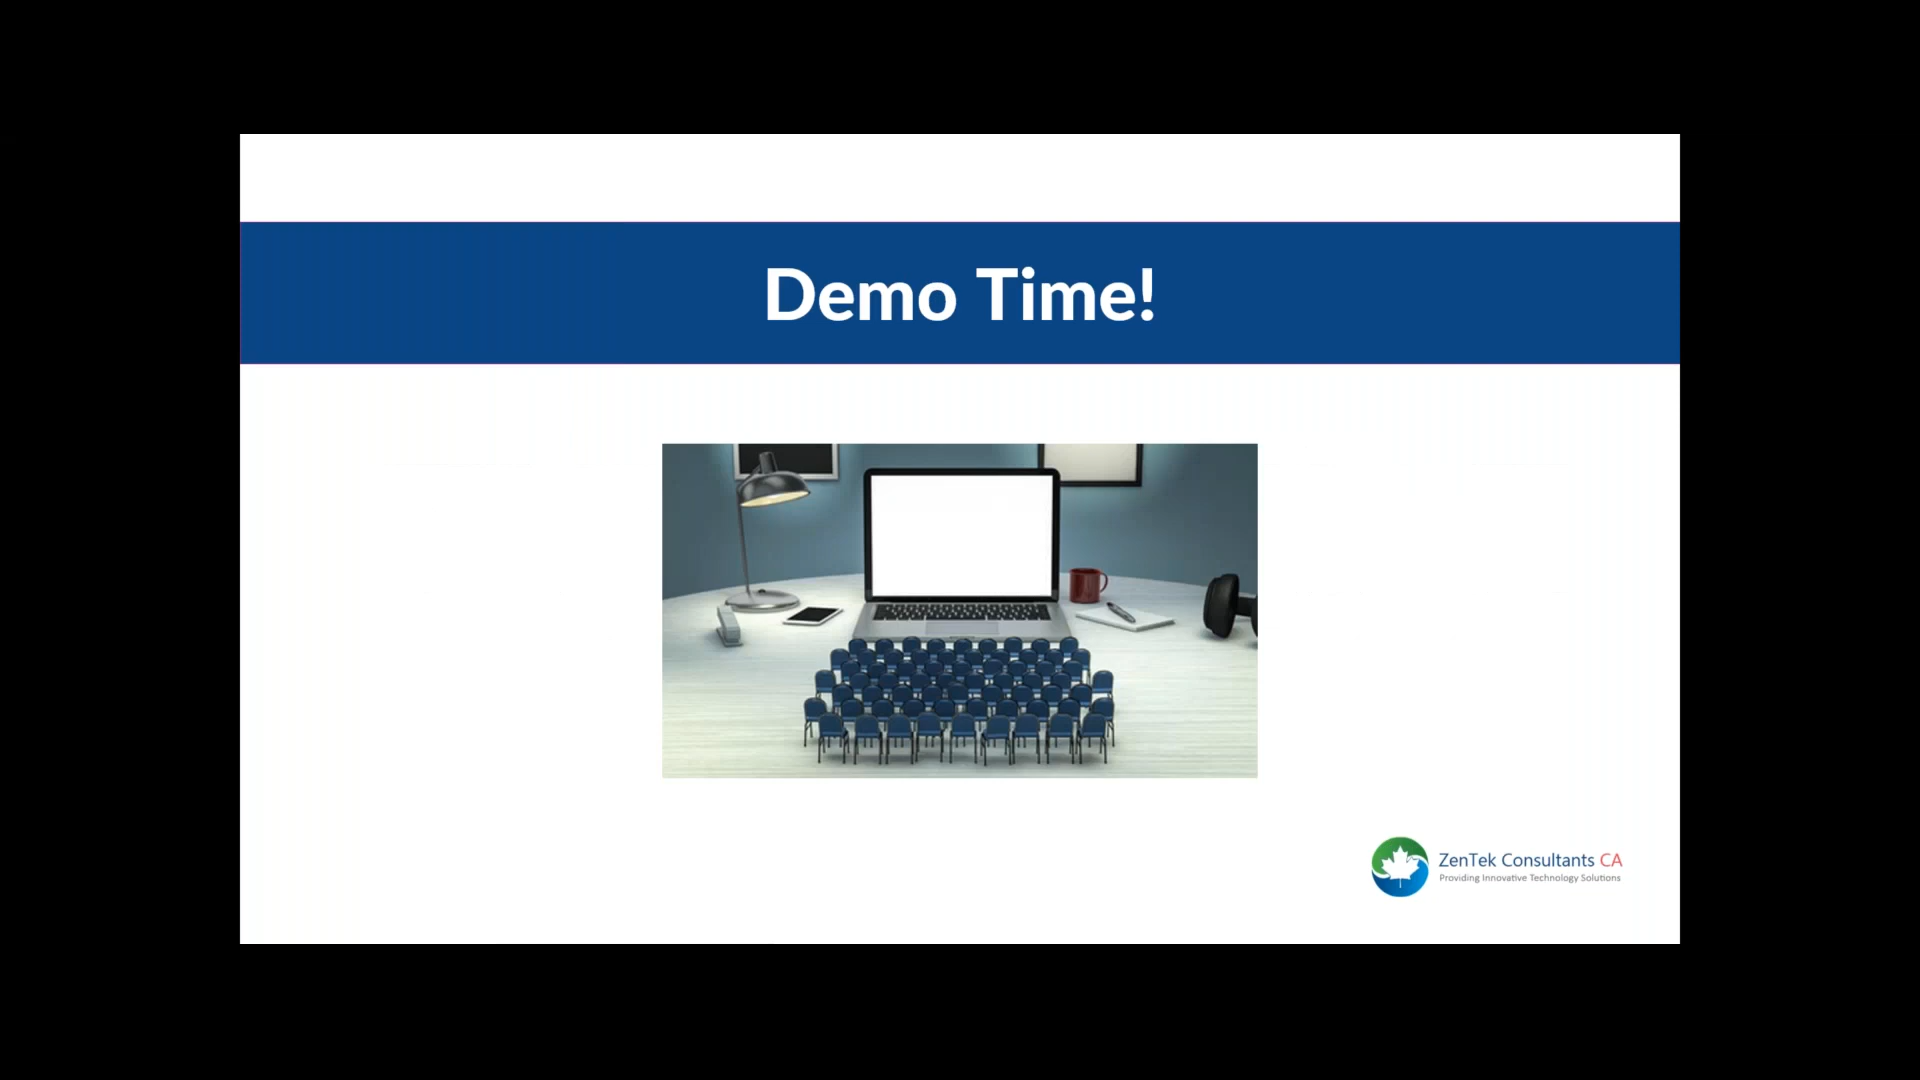 Demo Time!
ZenTek Consultants CA
Providing Innovative Technology Solutions